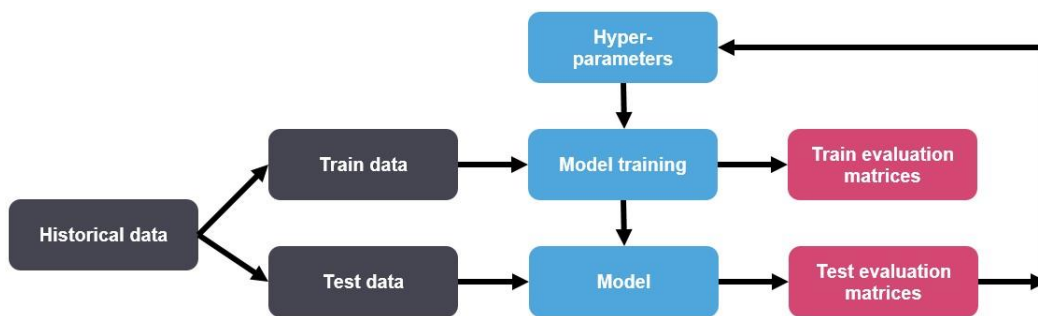 Hyper-
parameters
Train data
Model training
Train evaluation
matrices
Historical data
Test data
Model
Test evaluation
matrices